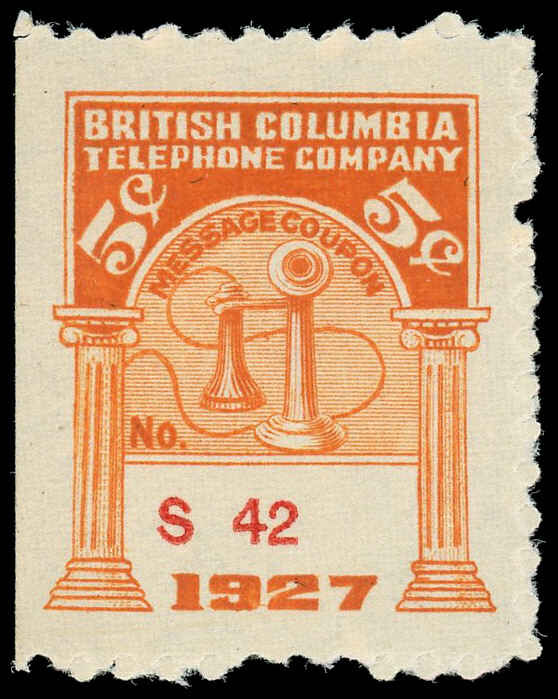 BRITISH COLUMBIA
TELEPHONE COMPANY
5¢ 5¢
MESSAGE COUPON
No.
S 42
1927